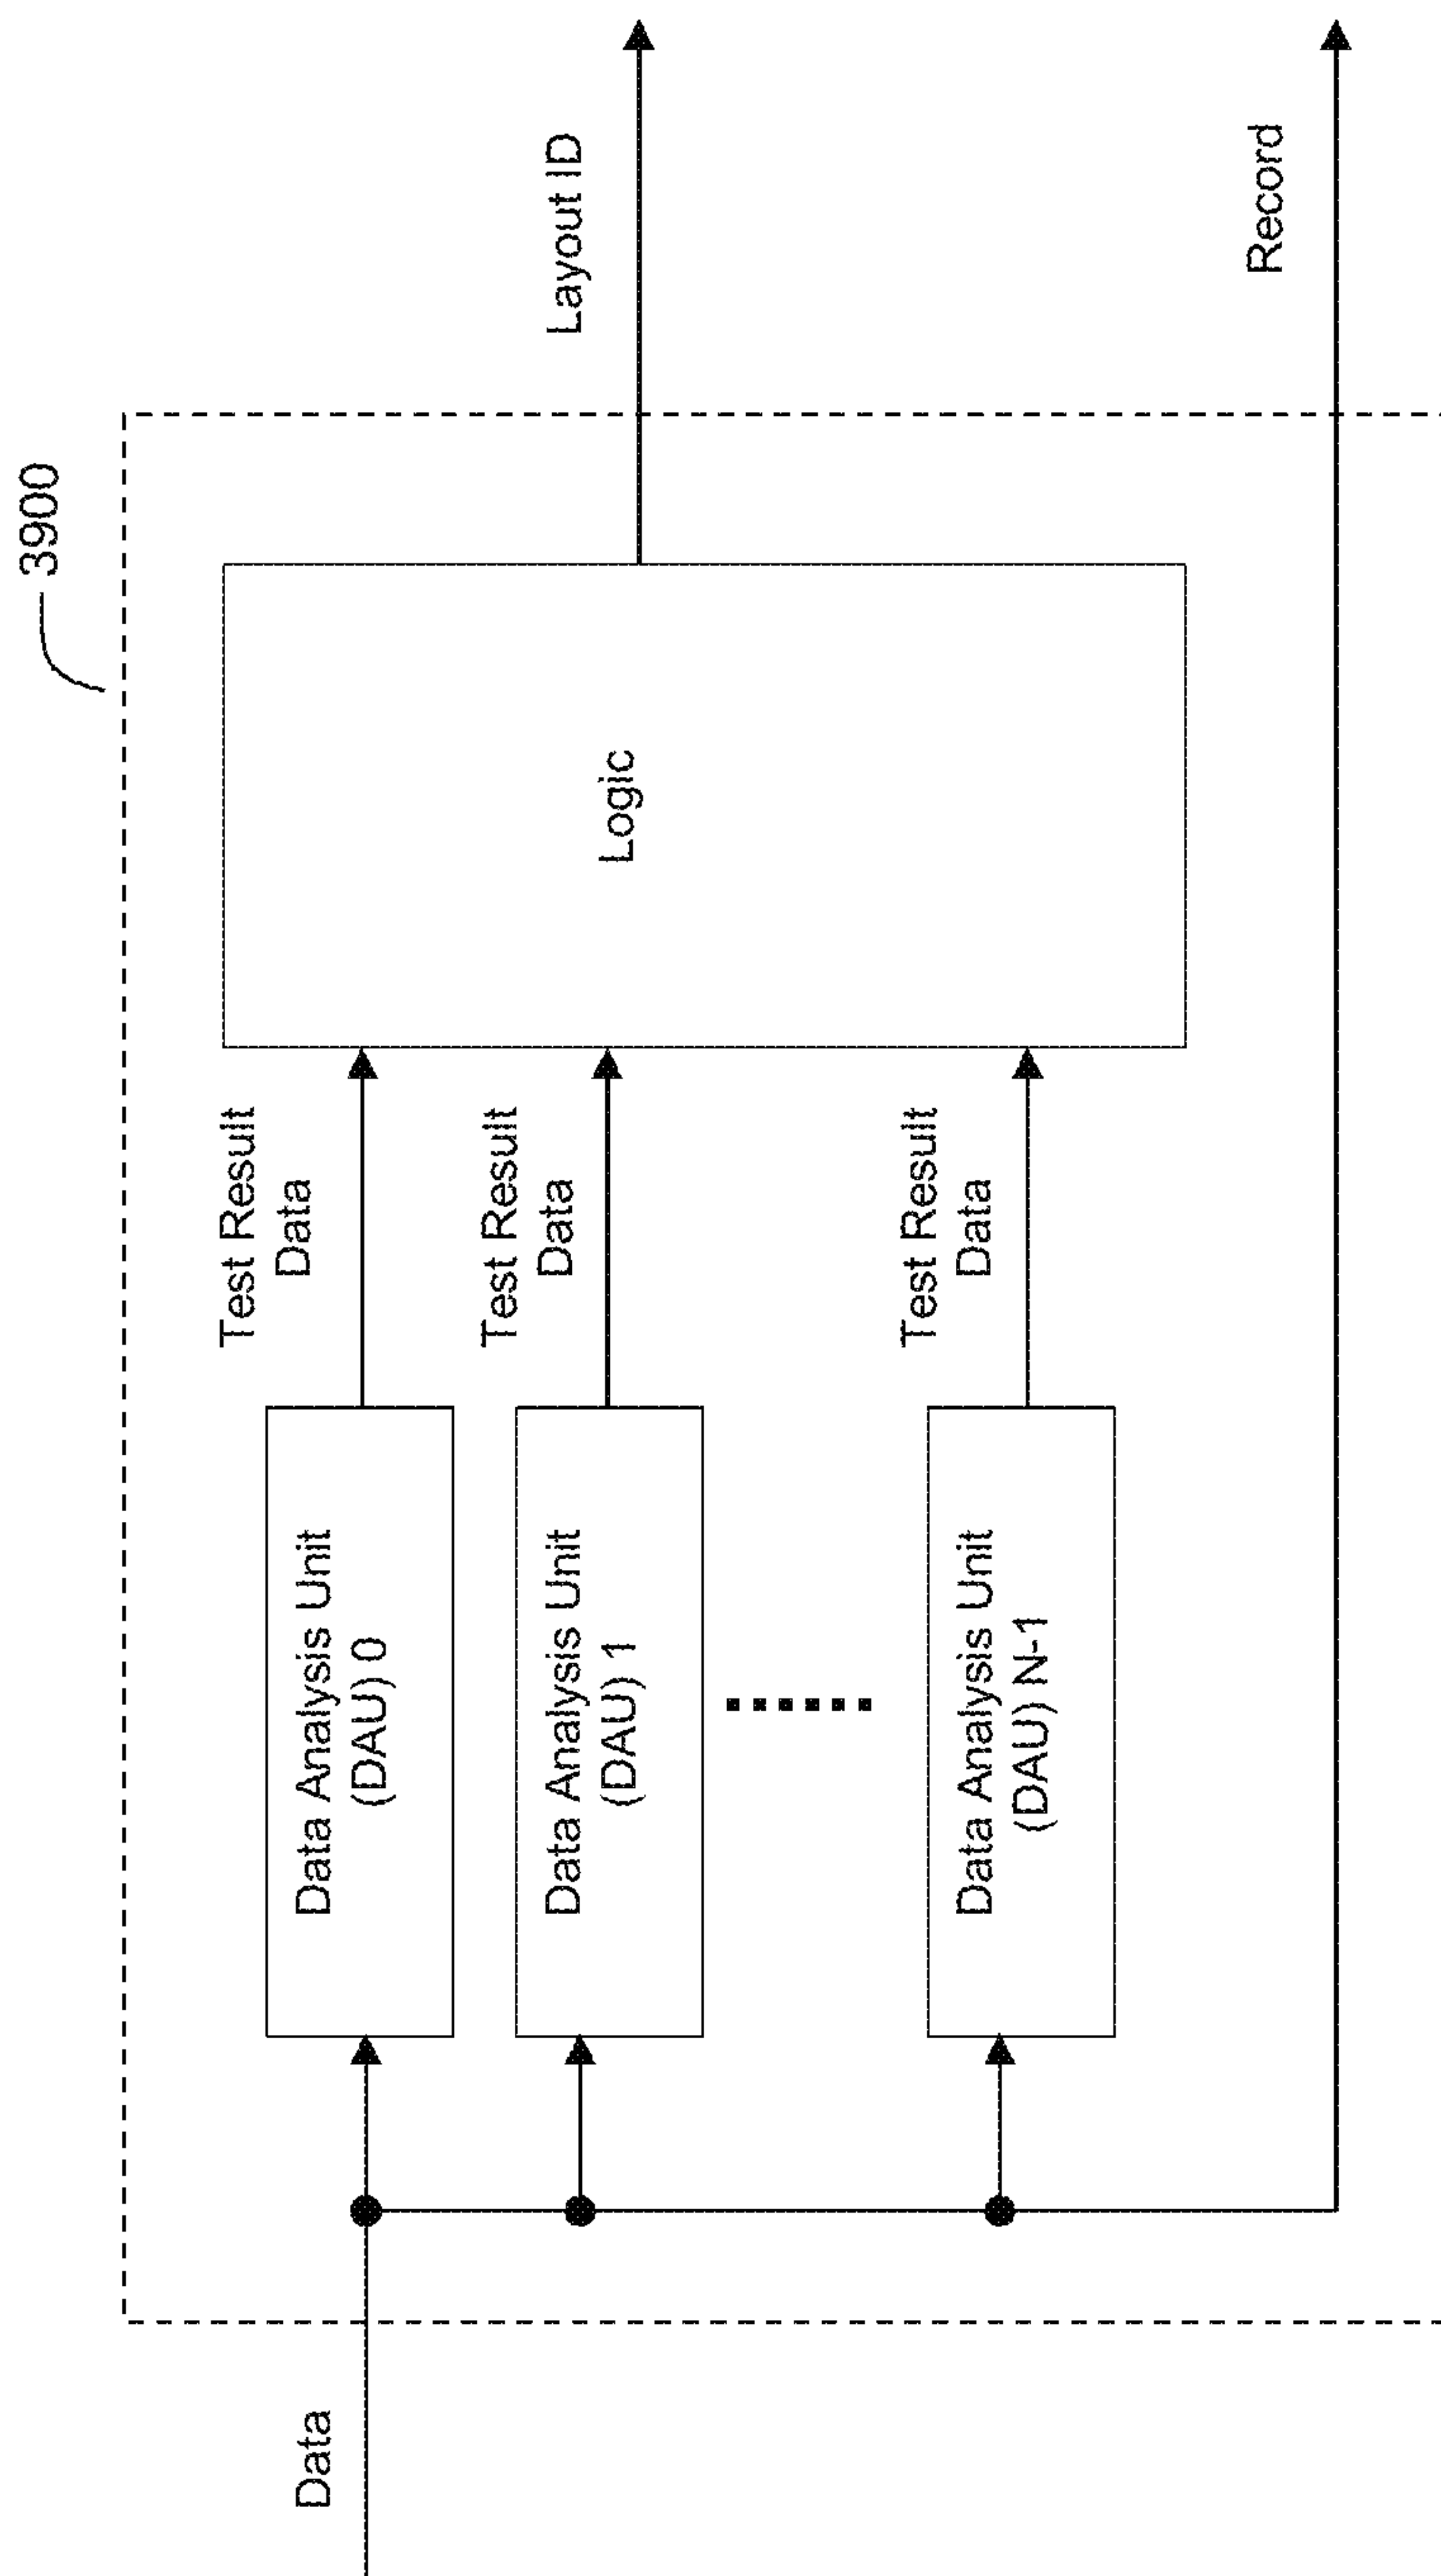 3900
Data
Data Analysis Unit
(DAU) 0
Test Result
Data
Data Analysis Unit
(DAU) 1
Test Result
Data
Data Analysis Unit
(DAU) N-1
Test Result
Data
Logic
Layout ID
Record